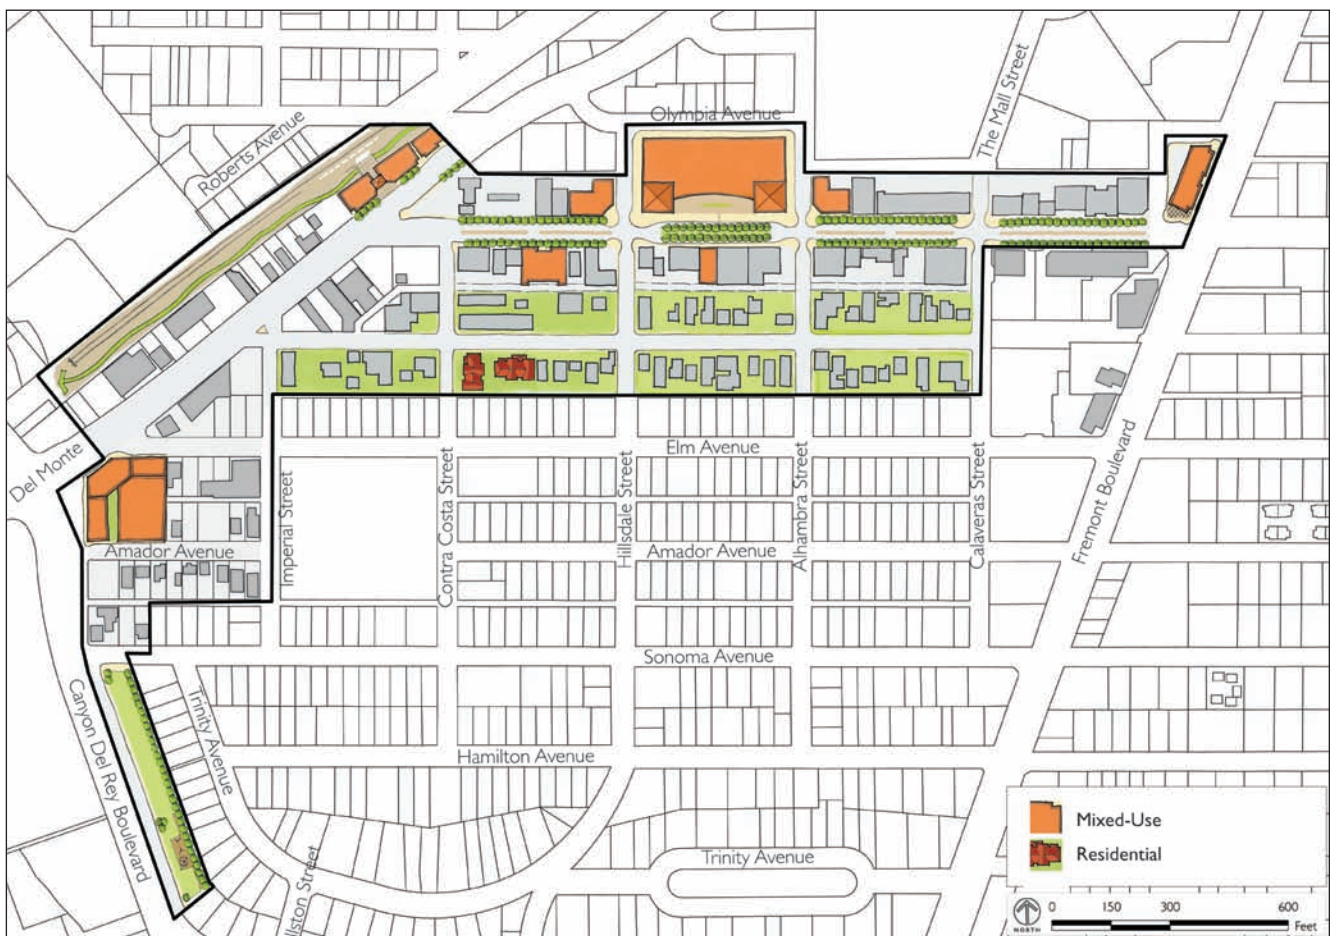 Olympia Avenue
The Mall Street
Roberts Avenue
Del Monte
Elm Avenue
Imperial Street
Contra Costa Street
Hillsdale Street
Alhambra Street
Calaveras Street
Fremont Boulevard
Amador Avenue
Amador Avenue
Sonoma Avenue
Trinity Avenue
Canyon Del Rey Boulevard
Hamilton Avenue
Trinity Avenue
llston Street
Mixed-Use
Residential
NORTH
0 150 300 600
Feet